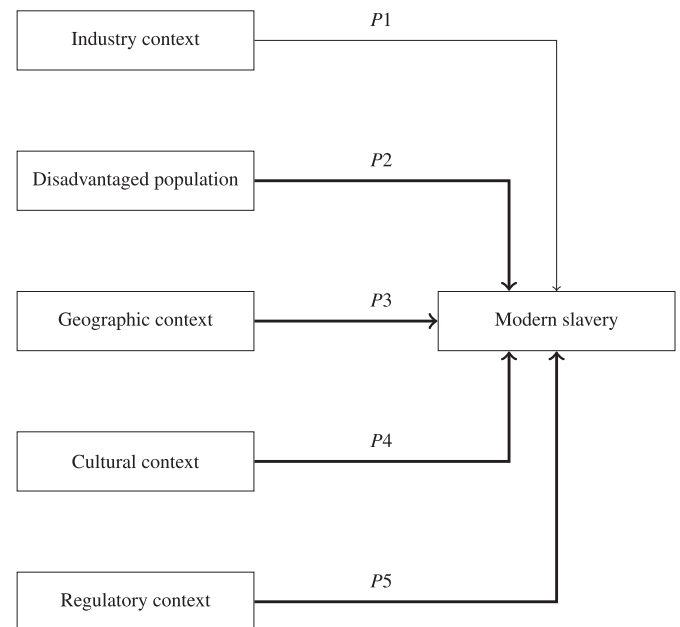 P1
Industry context
P2
Disadvantaged population
P3
Geographic context
Modern slavery
P4
Cultural context
P5
Regulatory context